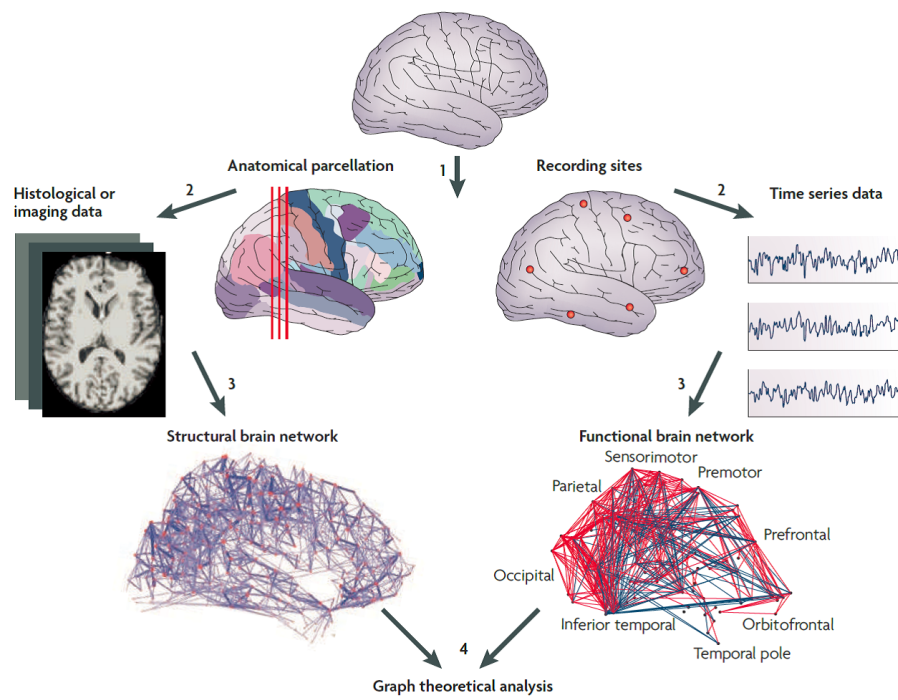 Anatomical parcellation
1
Recording sites
Histological or
imaging data
2
2
Time series data
3
3
Structural brain network
Functional brain network
Sensorimotor
Premotor
Parietal
Prefrontal
Occipital
Inferior temporal
Orbitofrontal
Temporal pole
4
Graph theoretical analysis